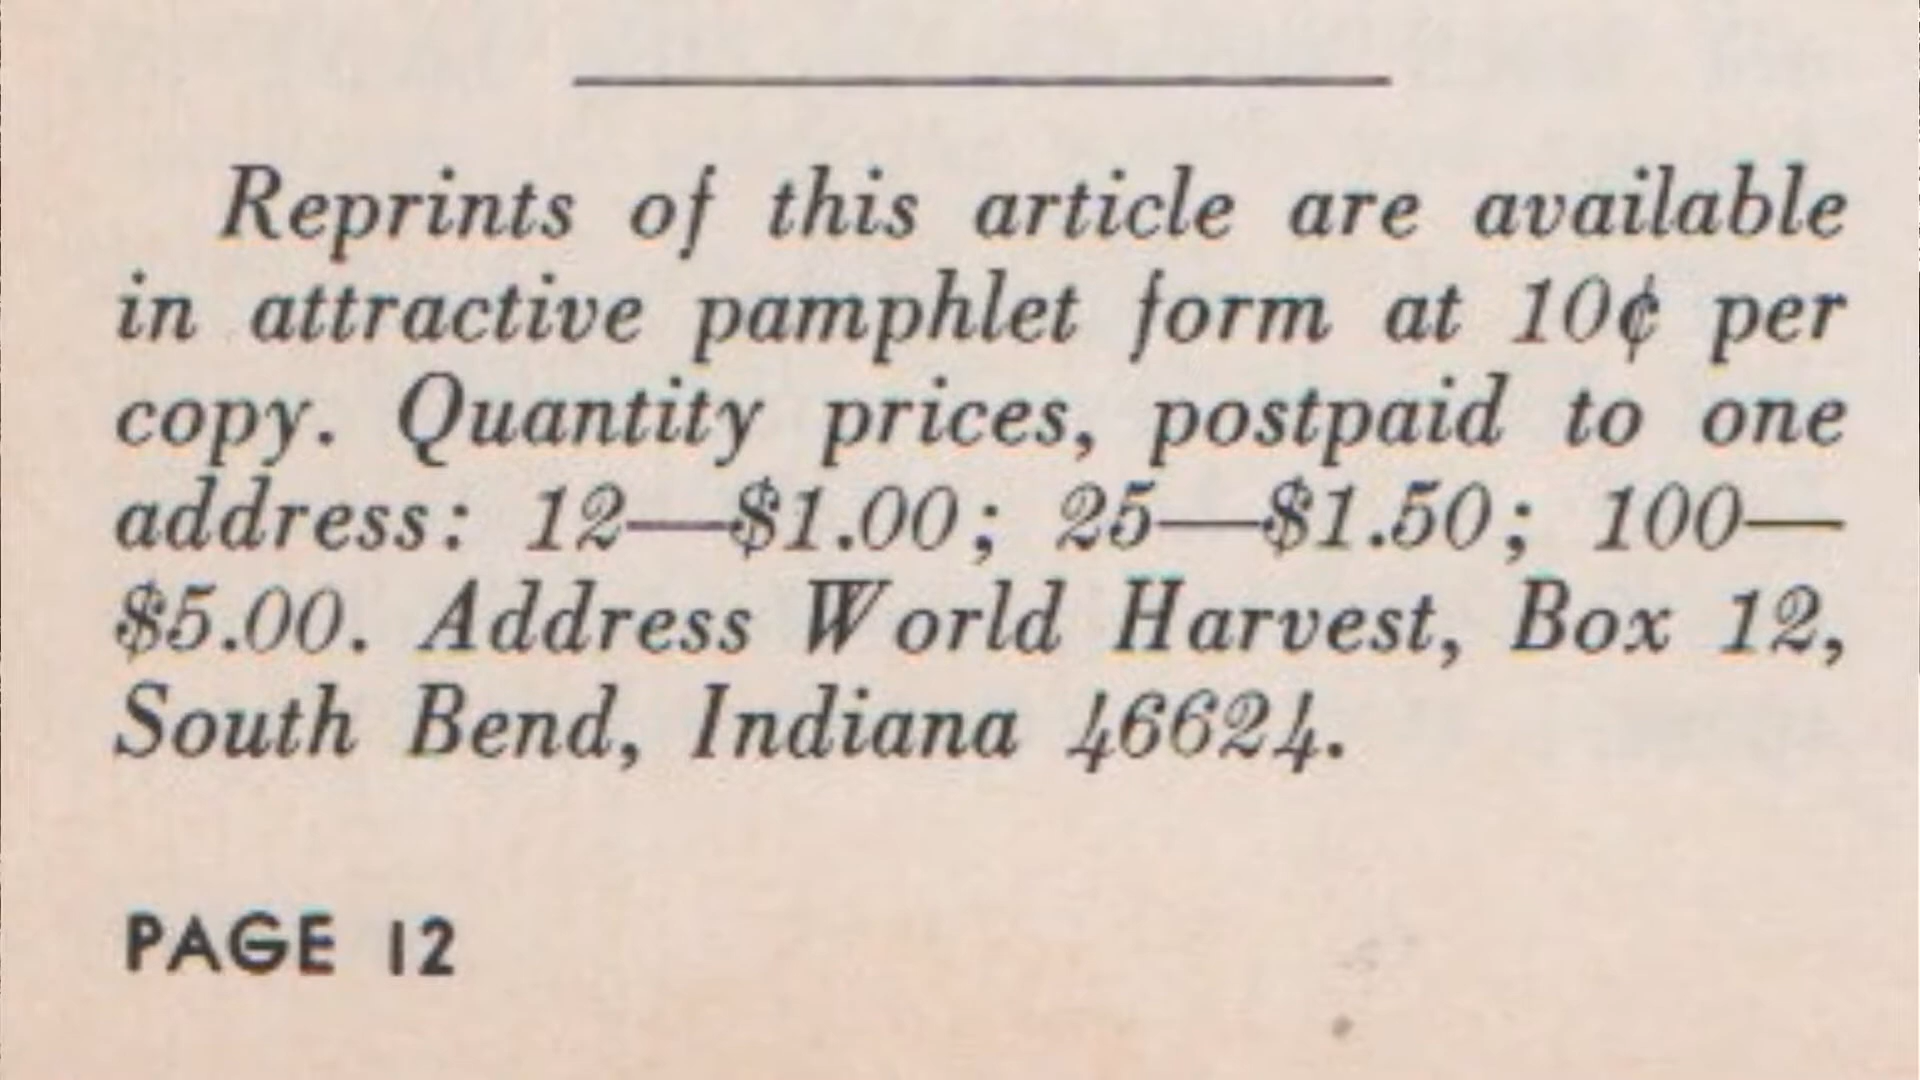 Reprints of this article are available
in attractive pamphlet form at 10¢ per
copy. Quantity prices, postpaid to one
address: 12—$1.00; 25—$1.50; 100—
$5.00. Address World Harvest, Box 12,
South Bend, Indiana 46624.
PAGE 12